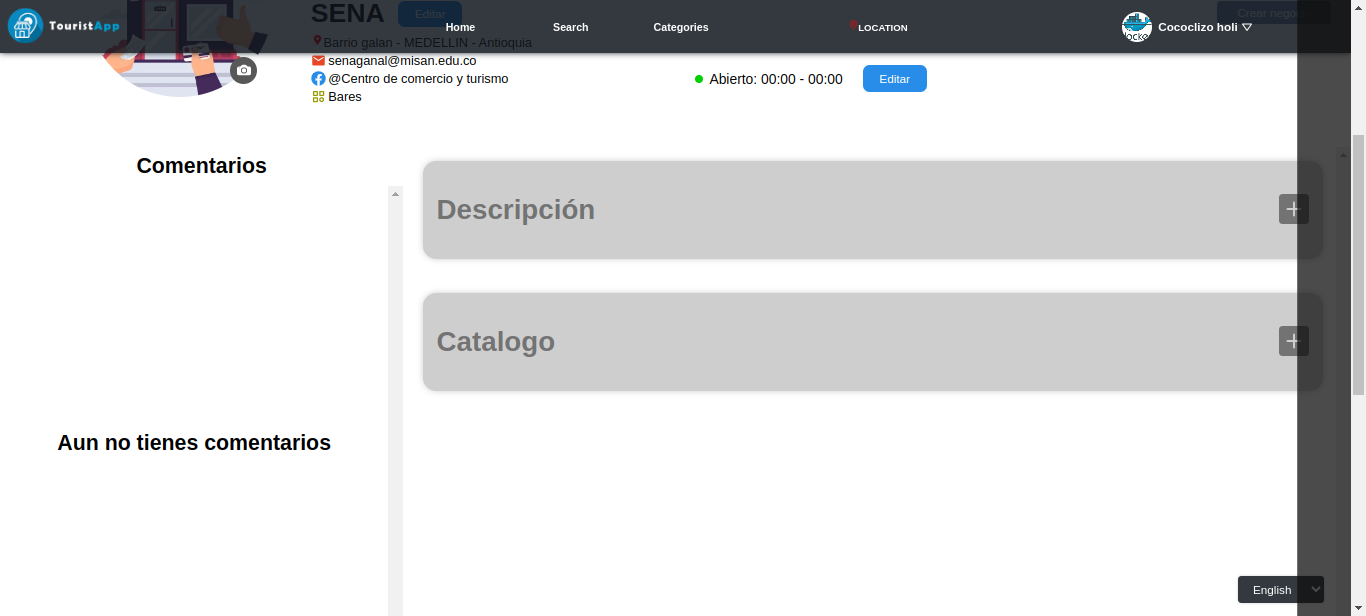 SENA
Editar
Crear nego
TouristApp
Home
Search
Categories
LOCATION
Cococlizo holi
Barrio galan - MEDELLIN - Antioquia
senaganal@misan.edu.co
@Centro de comercio y turismo
Bares
Abierto: 00:00 - 00:00
Editar
Comentarios
Descripción
Catalogo
Aun no tienes comentarios
English